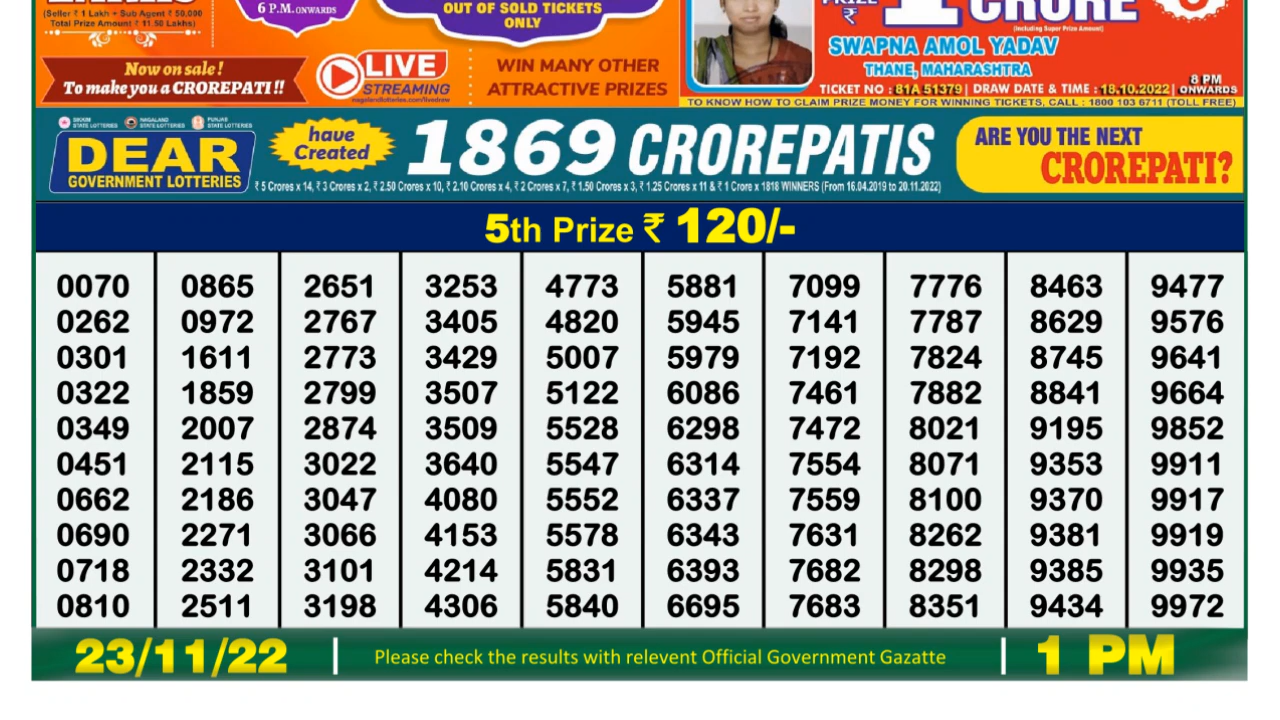 (Seller ₹ 1 Lakh + Sub Agent ₹ 50,000
Total Prize Amount ₹ 11.50 Lakhs)
6 P.M. ONWARDS
OUT OF SOLD TICKETS
ONLY
Now on sale !
To make you a CROREPATI !!
LIVE
STREAMING
nagalandlotteries.com/livedraw
WIN MANY OTHER
ATTRACTIVE PRIZES
PRIZE
₹
1 CRORE
(Including Super Prize Amount)
SWAPNA AMOL YADAV
THANE, MAHARASHTRA
TICKET NO : 81A 51379 | DRAW DATE & TIME : 18.10.2022 | 8 PM ONWARDS
TO KNOW HOW TO CLAIM PRIZE MONEY FOR WINNING TICKETS, CALL : 1800 103 6711 (TOLL FREE)
SIKKIM STATE LOTTERIES NAGALAND STATE LOTTERIES PUNJAB STATE LOTTERIES
DEAR
GOVERNMENT LOTTERIES
have
Created
1869 CROREPATIS
₹ 5 Crores x 14, ₹ 3 Crores x 2, ₹ 2.50 Crores x 10, ₹ 2.10 Crores x 4, ₹ 2 Crores x 7, ₹ 1.50 Crores x 3, ₹ 1.25 Crores x 11 & ₹ 1 Crore x 1818 WINNERS (From 16.04.2019 to 20.11.2022)
ARE YOU THE NEXT
CROREPATI?
5th Prize ₹ 120/-
0070 0865 2651 3253 4773 5881 7099 7776 8463 9477
0262 0972 2767 3405 4820 5945 7141 7787 8629 9576
0301 1611 2773 3429 5007 5979 7192 7824 8745 9641
0322 1859 2799 3507 5122 6086 7461 7882 8841 9664
0349 2007 2874 3509 5528 6298 7472 8021 9195 9852
0451 2115 3022 3640 5547 6314 7554 8071 9353 9911
0662 2186 3047 4080 5552 6337 7559 8100 9370 9917
0690 2271 3066 4153 5578 6343 7631 8262 9381 9919
0718 2332 3101 4214 5831 6393 7682 8298 9385 9935
0810 2511 3198 4306 5840 6695 7683 8351 9434 9972
23/11/22 | Please check the results with relevent Official Government Gazatte | 1 PM